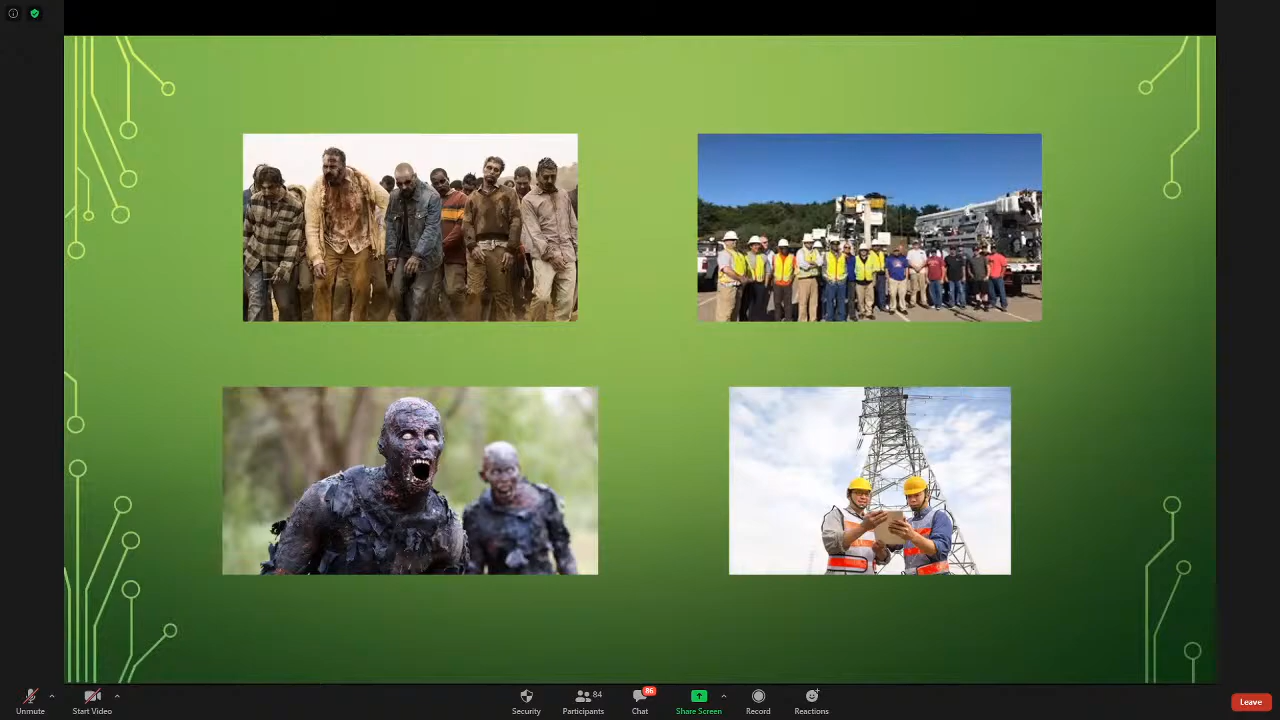 84
86
Unmute
Start Video
Security
Participants
Chat
Share Screen
Record
Reactions
Leave